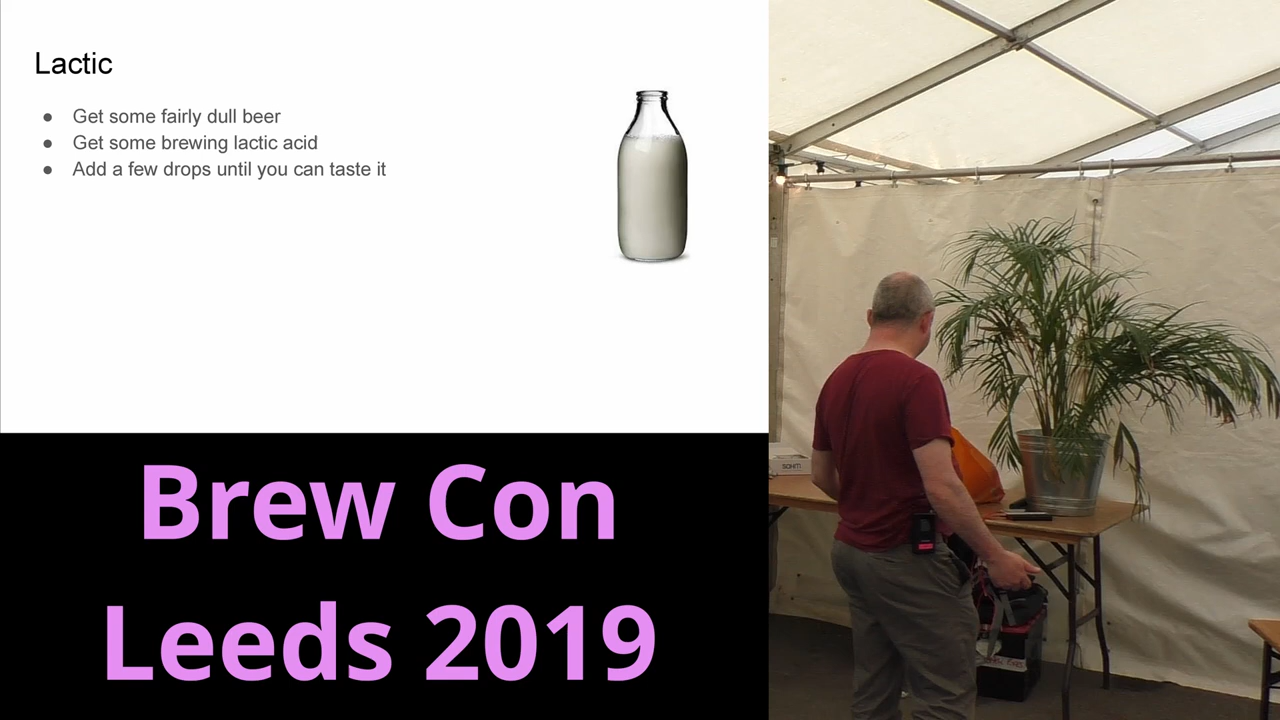 Lactic
● Get some fairly dull beer
● Get some brewing lactic acid
● Add a few drops until you can taste it
Brew Con
Leeds 2019